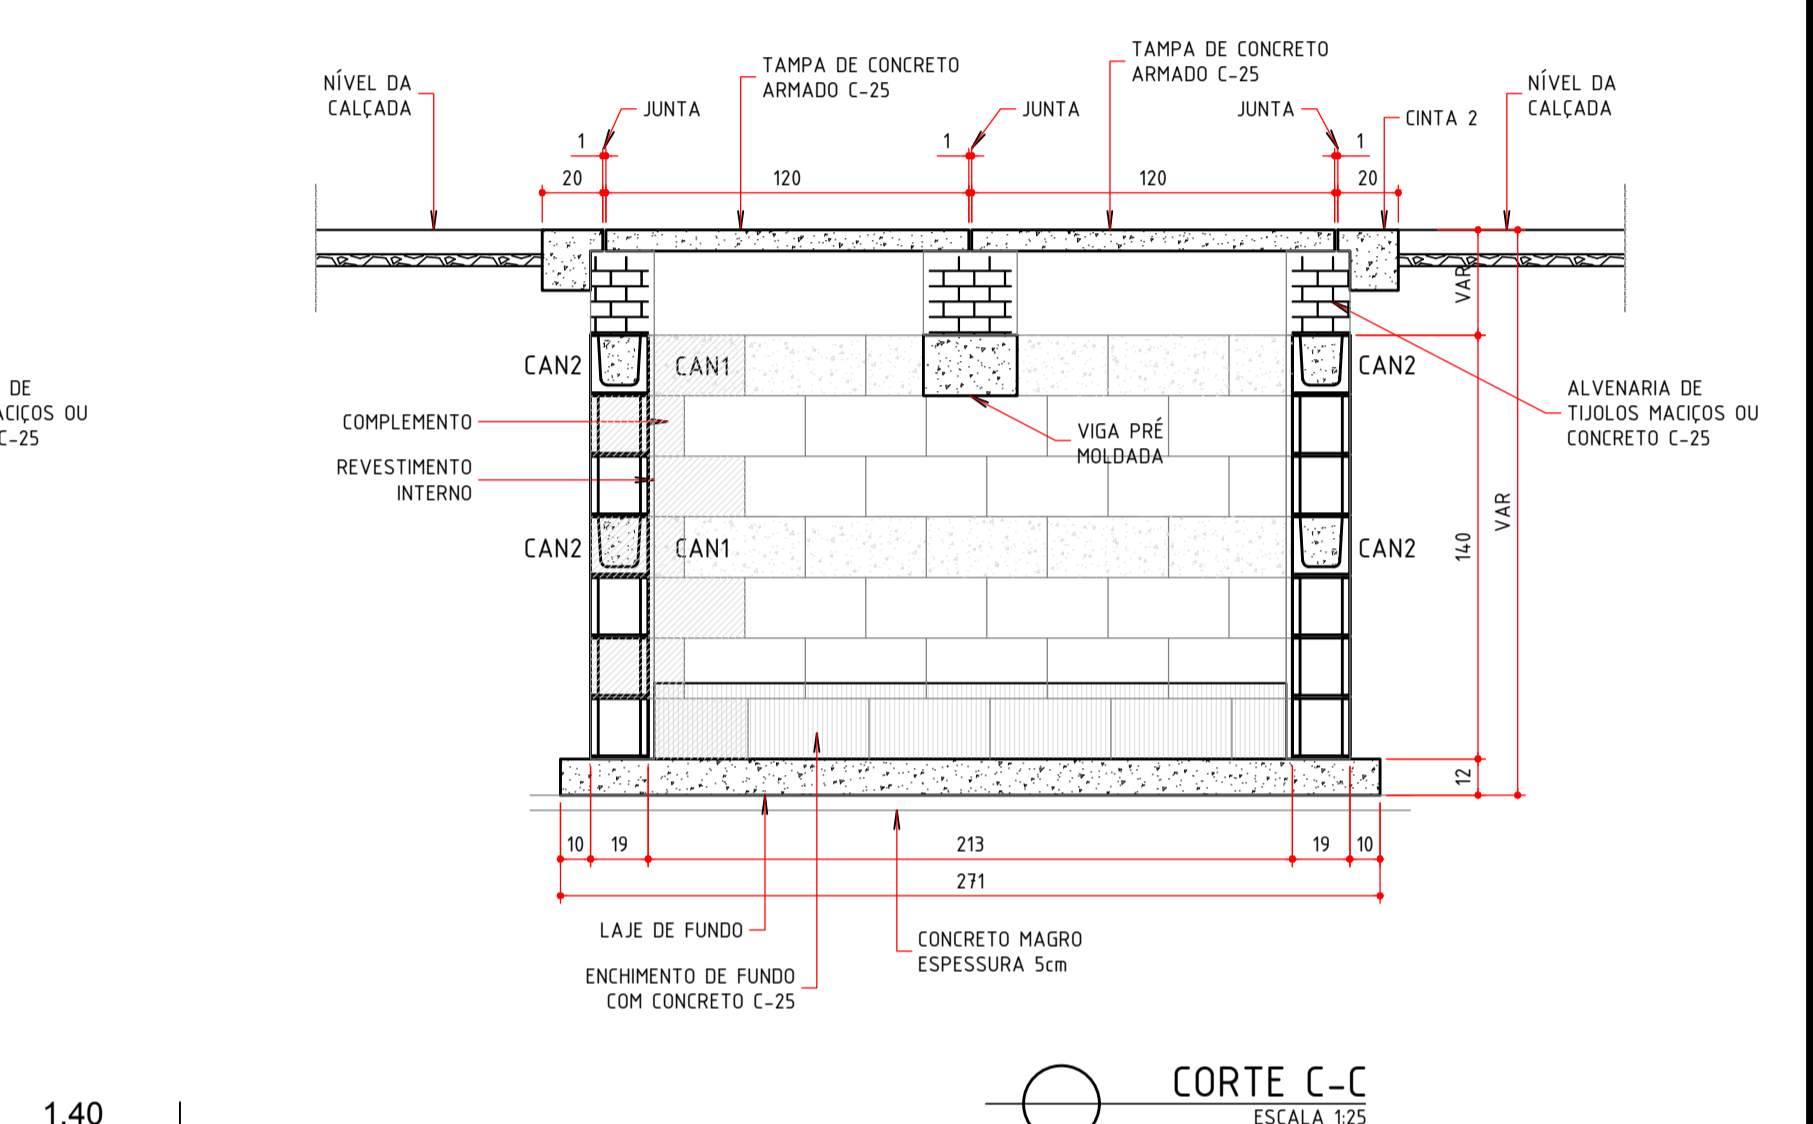 NÍVEL DA
CALÇADA
TAMPA DE CONCRETO
ARMADO C-25
TAMPA DE CONCRETO
ARMADO C-25
NÍVEL DA
CALÇADA
JUNTA
JUNTA
JUNTA
CINTA 2
1
1
1
20
120
120
20
VAR
CAN2
CAN1
CAN2
DE
ACIÇOS OU
C-25
ALVENARIA DE
TIJOLOS MACIÇOS OU
CONCRETO C-25
COMPLEMENTO
VIGA PRÉ
MOLDADA
REVESTIMENTO
INTERNO
VAR
CAN2
CAN1
CAN2
140
12
10
19
213
19
10
271
LAJE DE FUNDO
CONCRETO MAGRO
ESPESSURA 5cm
ENCHIMENTO DE FUNDO
COM CONCRETO C-25
CORTE C-C
ESCALA 1:25
1.40